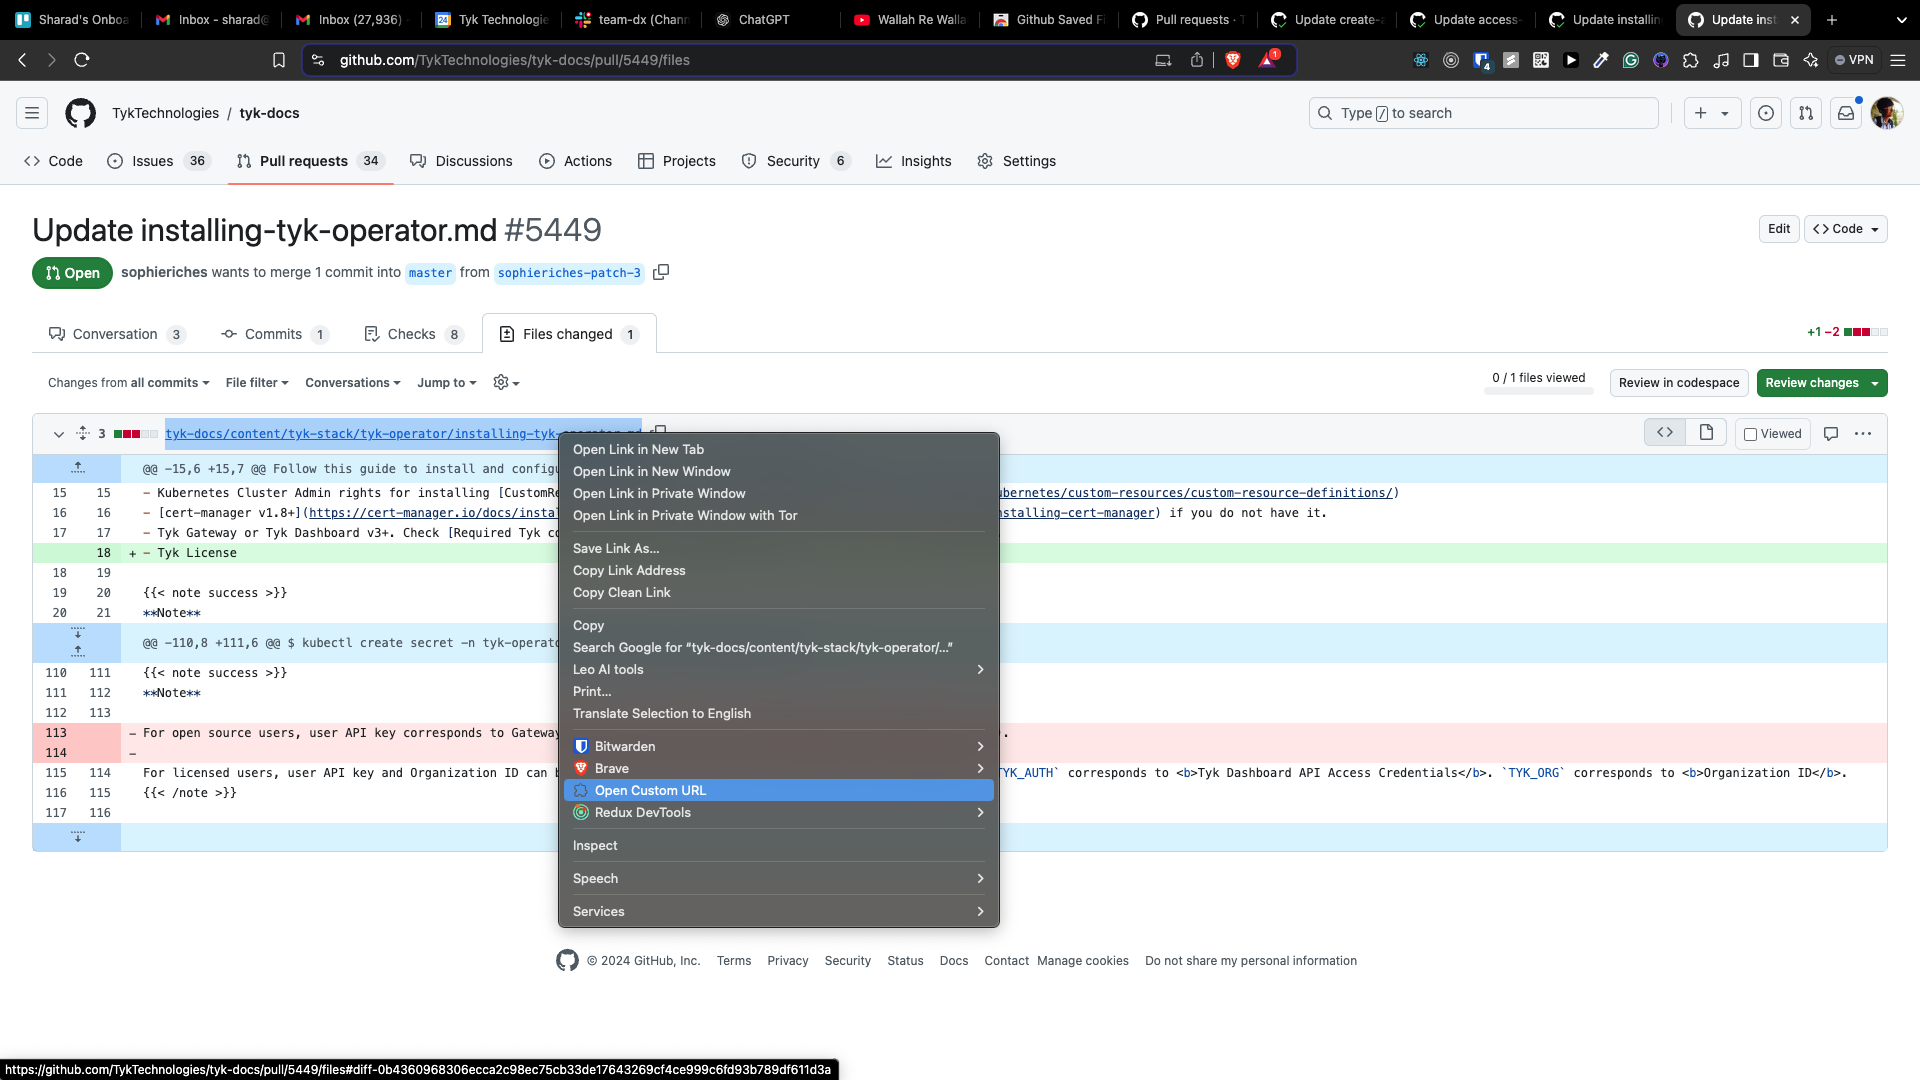 Sharad's Onbo
Inbox - sharad@
Inbox (27,936) -
Tyk Technologie
team-dx (Chann
ChatGPT
Wallah Re Walla
Github Saved Fi
Pull requests · T
Update create-a
Update access-
Update installin
Update inst
github.com/TykTechnologies/tyk-docs/pull/5449/files
1
4
VPN
TykTechnologies / tyk-docs
Type / to search
Code
Issues 36
Pull requests 34
Discussions
Actions
Projects
Security 6
Insights
Settings
Update installing-tyk-operator.md #5449
Edit
<> Code
Open
sophieriches wants to merge 1 commit into master from sophieriches-patch-3
Conversation 3
Commits 1
Checks 8
Files changed 1
+1 −2
Changes from all commits
File filter
Conversations
Jump to
0 / 1 files viewed
Review in codespace
Review changes
3 tyk-docs/content/tyk-stack/tyk-operator/installing-tyk-operator.md
Viewed
@@ -15,6 +15,7 @@ Follow this guide to install and configu
15 15 - Kubernetes Cluster Admin rights for installing [CustomRe
ubernetes/custom-resources/custom-resource-definitions/)
16 16 - [cert-manager v1.8+](https://cert-manager.io/docs/instal
nstalling-cert-manager) if you do not have it.
17 17 - Tyk Gateway or Tyk Dashboard v3+. Check [Required Tyk co
18 + - Tyk License
18 19
19 20 {{< note success >}}
20 21 **Note**
@@ -110,8 +111,6 @@ $ kubectl create secret -n tyk-operato
110 111 {{< note success >}}
111 112 **Note**
112 113
113 - For open source users, user API key corresponds to Gateway
.
114 -
115 114 For licensed users, user API key and Organization ID can b
TYK_AUTH` corresponds to <b>Tyk Dashboard API Access Credentials</b>. `TYK_ORG` corresponds to <b>Organization ID</b>.
116 115 {{< /note >}}
117 116
Open Link in New Tab
Open Link in New Window
Open Link in Private Window
Open Link in Private Window with Tor
Save Link As...
Copy Link Address
Copy Clean Link
Copy
Search Google for “tyk-docs/content/tyk-stack/tyk-operator/...”
Leo AI tools
Print...
Translate Selection to English
Bitwarden
Brave
Open Custom URL
Redux DevTools
Inspect
Speech
Services
© 2024 GitHub, Inc.
Terms
Privacy
Security
Status
Docs
Contact
Manage cookies
Do not share my personal information
https://github.com/TykTechnologies/tyk-docs/pull/5449/files#diff-0b4360968306ecca2c98ec75cb33de17643269cf4ce999c6fd93b789df611d3a